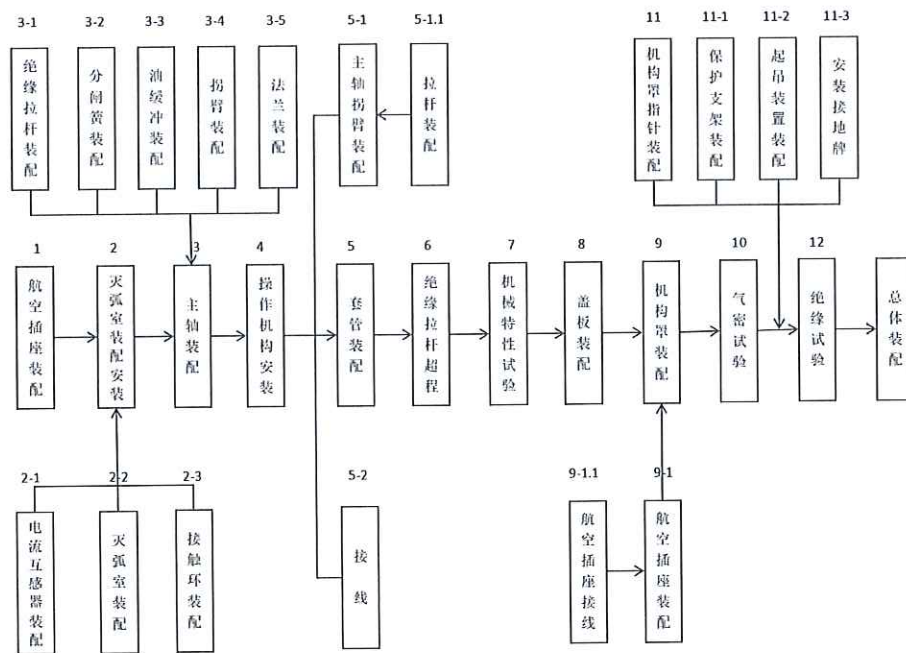 3-1
3-2
3-3
3-4
3-5
5-1
5-1.1
11
11-1
11-2
11-3
绝缘拉杆装配
分闸簧装配
油缓冲装配
拐臂装配
法兰装配
主轴拐臂装配
拉杆装配
机构罩指针装配
保护支架装配
起吊装置装配
安装接地牌
1
2
3
4
5
6
7
8
9
10
12
航空插座装配
灭弧室装配安装
主轴装配
操作机构安装
套管装配
绝缘拉杆超程
机械特性试验
盖板装配
机构罩装配
气密试验
绝缘试验
总体装配
2-1
2-2
2-3
5-2
9-1.1
9-1
电流互感器装配
灭弧室装配
接触环装配
接线
航空插座接线
航空插座装配